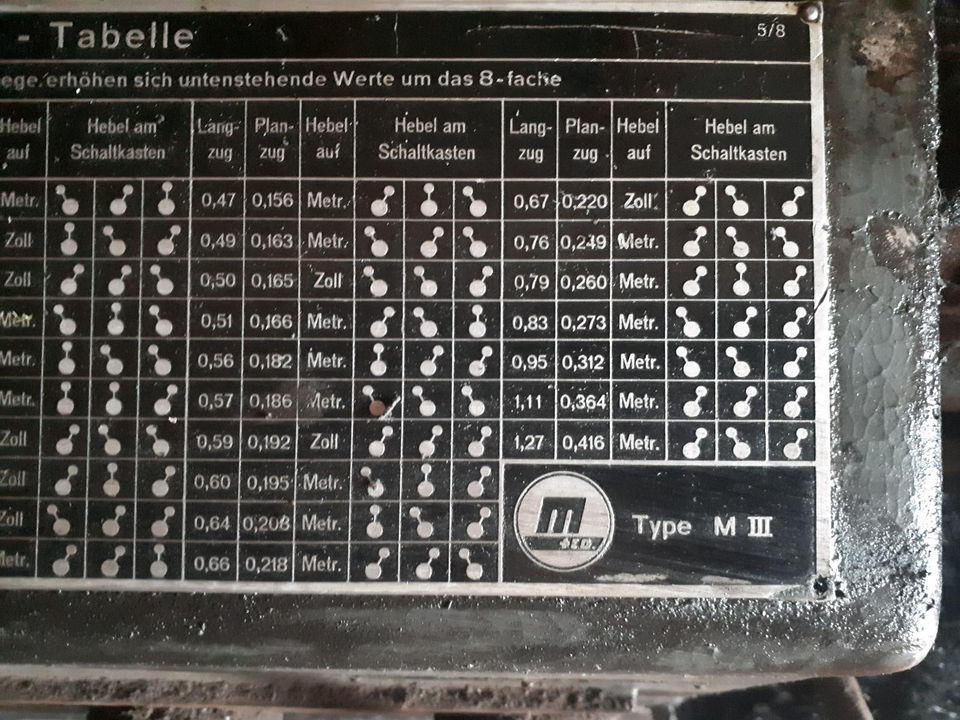 - Tabelle 5/8
ege erhöhen sich untenstehende Werte um das 8-fache
Hebel auf Hebel am Schaltkasten Lang-zug Plan-zug Hebel auf Hebel am Schaltkasten Lang-zug Plan-zug Hebel auf Hebel am Schaltkasten
Metr. 0,47 0,156 Metr. 0,67 0,220 Zoll
Zoll 0,49 0,163 Metr. 0,76 0,249 Metr.
Zoll 0,50 0,165 Zoll 0,79 0,260 Metr.
Metr. 0,51 0,166 Metr. 0,83 0,273 Metr.
Metr. 0,56 0,182 Metr. 0,95 0,312 Metr.
Metr. 0,57 0,186 Metr. 1,11 0,364 Metr.
Zoll 0,59 0,192 Zoll 1,27 0,416 Metr.
Zoll 0,60 0,195 Metr.
Zoll 0,64 0,208 Metr.
Metr. 0,66 0,218 Metr.
m
Type M III